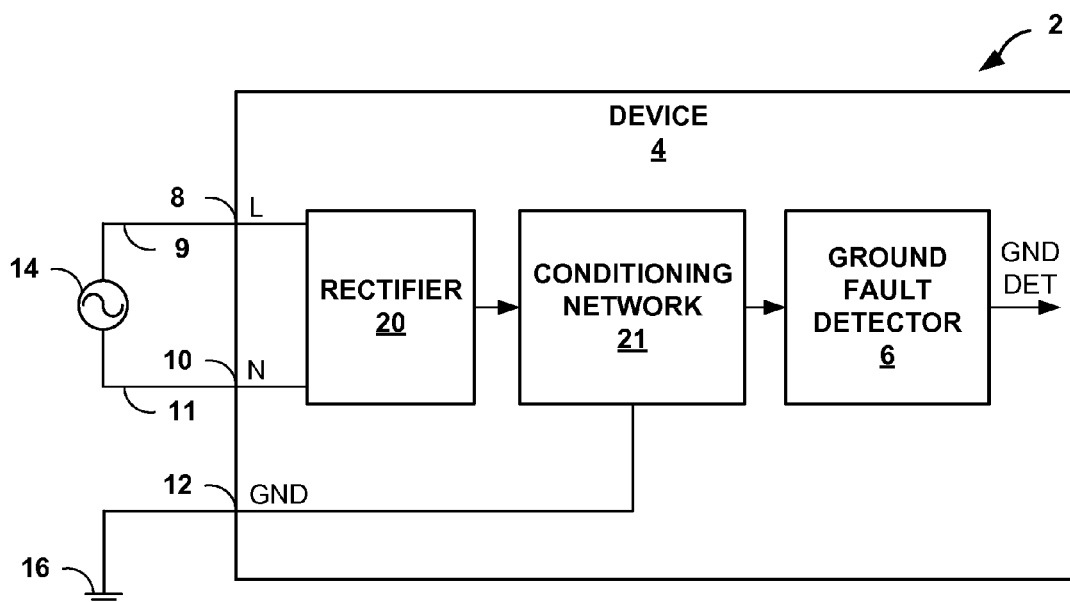 2
DEVICE
4
8
L
9
14
RECTIFIER
20
CONDITIONING
NETWORK
21
GROUND
FAULT
DETECTOR
6
GND
DET
10
N
11
12
GND
16